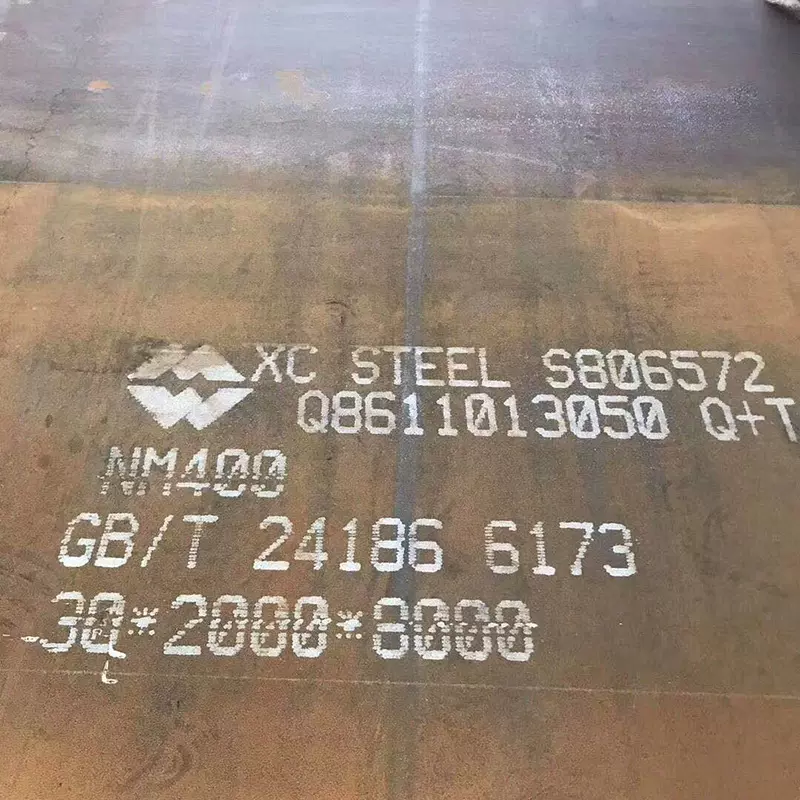 XC STEEL S806572
Q8611013050 Q+T
NM400
GB/T 24186 6173
30*2000*8000